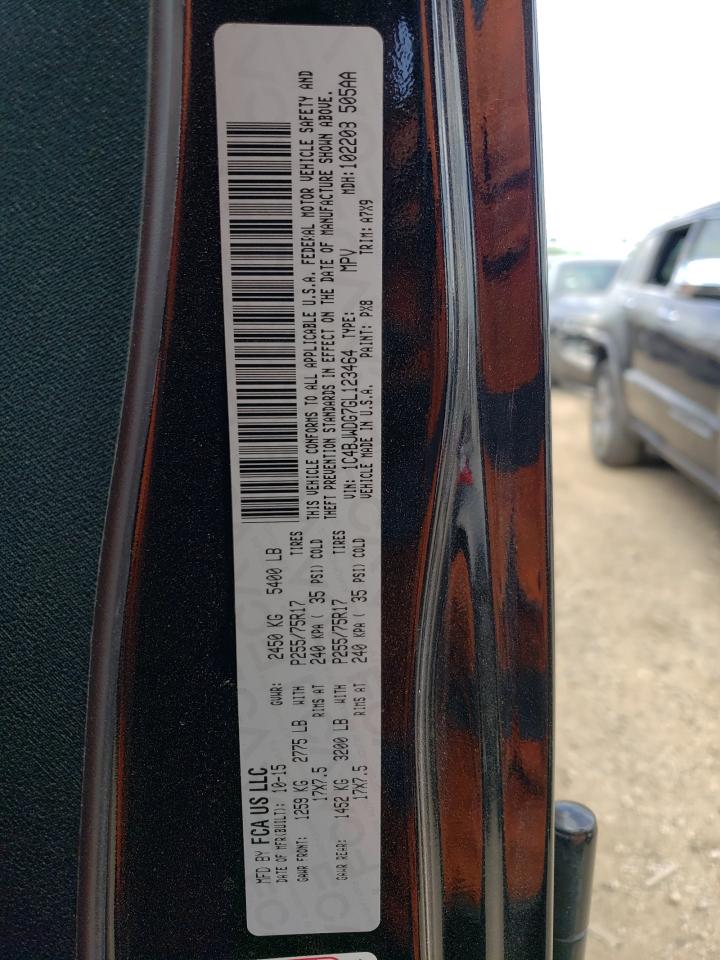 MFD BY FCA US LLC
DATE OF MFR(BUILT): 10-15 GVWR: 2450 KG 5400 LB
GAWR FRONT: 1259 KG 2775 LB WITH P255/75R17 TIRES
17X7.5 RIMS AT 240 KPA ( 35 PSI) COLD
GAWR REAR: 1452 KG 3200 LB WITH P255/75R17 TIRES
17X7.5 RIMS AT 240 KPA ( 35 PSI) COLD
THIS VEHICLE CONFORMS TO ALL APPLICABLE U.S.A. FEDERAL MOTOR VEHICLE SAFETY AND
THEFT PREVENTION STANDARDS IN EFFECT ON THE DATE OF MANUFACTURE SHOWN ABOVE.
VIN: 1C4BJWDG7GL123464 TYPE: MPV MDH: 102203 505AA
VEHICLE MADE IN U.S.A. PAINT: PX8 TRIM: A7X9